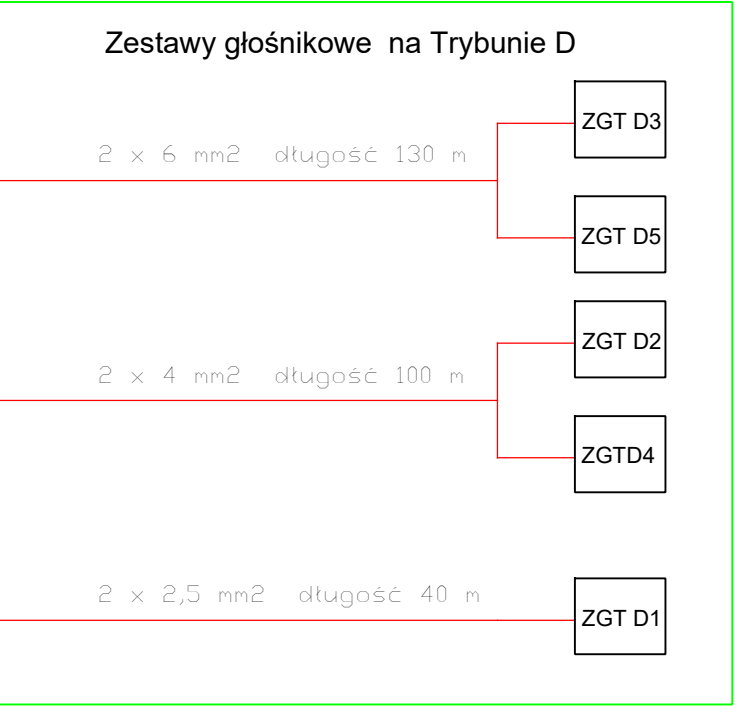 Zestawy głośnikowe na Trybunie D
ZGT D3
2 x 6 mm2 długość 130 m
ZGT D5
ZGT D2
2 x 4 mm2 długość 100 m
ZGTD4
2 x 2,5 mm2 długość 40 m
ZGT D1